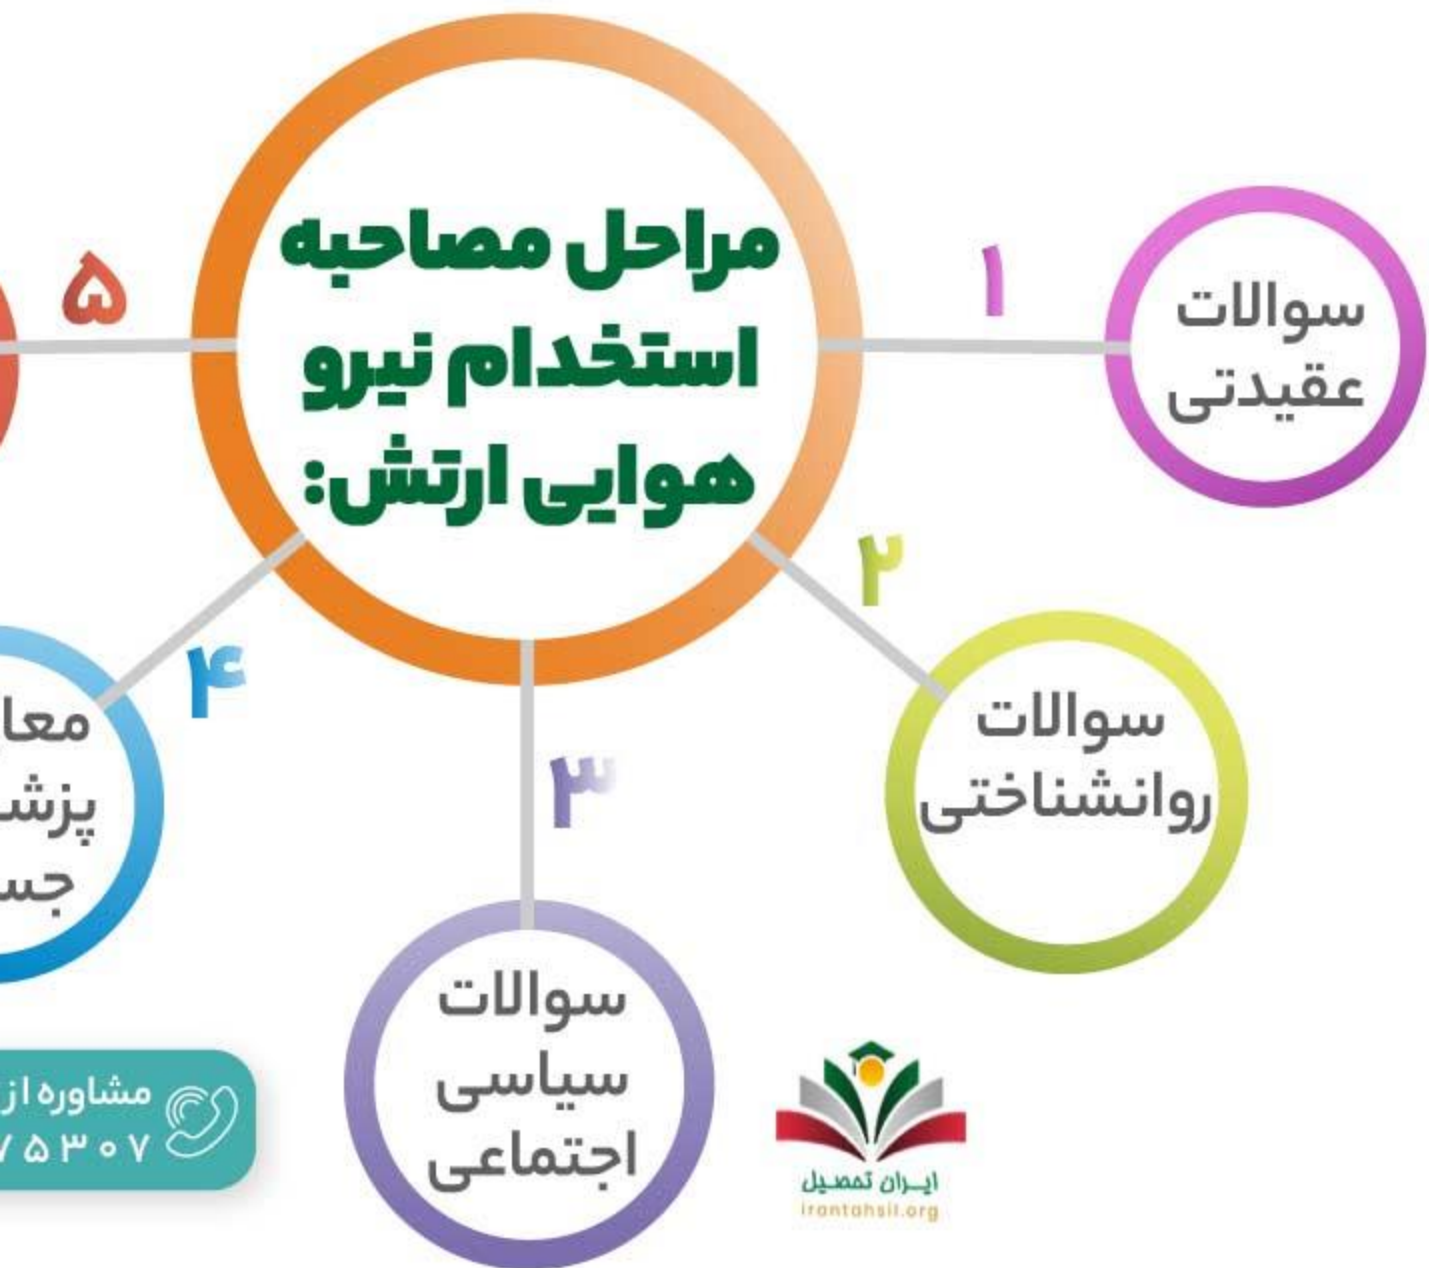 مراحل مصاحبه
استخدام نیرو
هوایی ارتش:
۱
سوالات
عقیدتی
۲
سوالات
روانشناختی
۳
سوالات
سیاسی
اجتماعی
۴
۵
مشاوره از
۷۵۳۰۷
ایران تحصیل
irantahsil.org